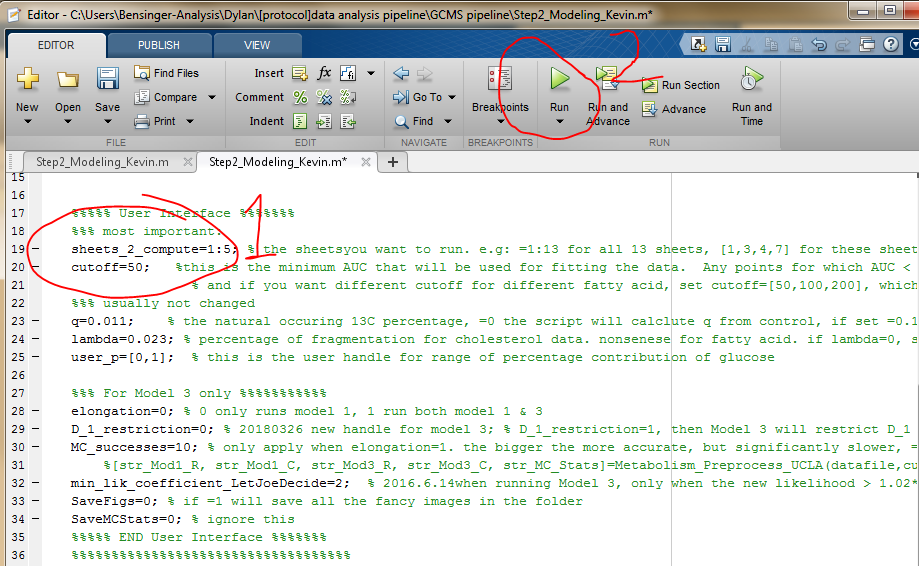 Editor - C:\Users\Bensinger-Analysis\Dylan\[protocol]data analysis pipeline\GCMS pipeline\Step2_Modeling_Kevin.m*
EDITOR PUBLISH VIEW
New Open Save Find Files Compare Print
Insert fx Comment Indent
Go To Find
Breakpoints Run Run and Advance Run Section Advance Run and Time
FILE EDIT NAVIGATE BREAKPOINTS RUN
Step2_Modeling_Kevin.m Step2_Modeling_Kevin.m*
15
16
17 %%%%% User Interface %%%%%%%
18 %%% most important:
19 sheets_2_compute=1:5; % the sheetsyou want to run. e.g: =1:13 for all 13 sheets, [1,3,4,7] for these sheet
20 cutoff=50; %this is the minimum AUC that will be used for fitting the data. Any points for which AUC <
21 % and if you want different cutoff for different fatty acid, set cutoff=[50,100,200], which
22 %%% usually not changed
23 q=0.011; % the natural occuring 13C percentage, =0 the script will calclute q from control, if set =0.1
24 lambda=0.023; % percentage of fragmentation for cholesterol data. nonsenese for fatty acid. if lambda=0, s
25 user_p=[0,1]; % this is the user handle for range of percentage contribution of glucose
26
27 %%% For Model 3 only %%%%%%%%%%%
28 elongation=0; % 0 only runs model 1, 1 run both model 1 & 3
29 D_1_restriction=0; % 20180326 new handle for model 3; % D_1_restriction=1, then Model 3 will restrict D_1
30 MC_successes=10; % only apply when elongation=1. the bigger the more accurate, but significantly slower, =
31 %[str_Mod1_R, str_Mod1_C, str_Mod3_R, str_Mod3_C, str_MC_Stats]=Metabolism_Preprocess_UCLA(datafile,cu
32 min_lik_coefficient_LetJoeDecide=2; % 2016.6.14when running Model 3, only when the new likelihood > 1.02*
33 SaveFigs=0; % if =1 will save all the fancy images in the folder
34 SaveMCStats=0; % ignore this
35 %%%%% END User Interface %%%%%%%
36 %%%%%%%%%%%%%%%%%%%%%%%%%%%%%%%%%%
1
2